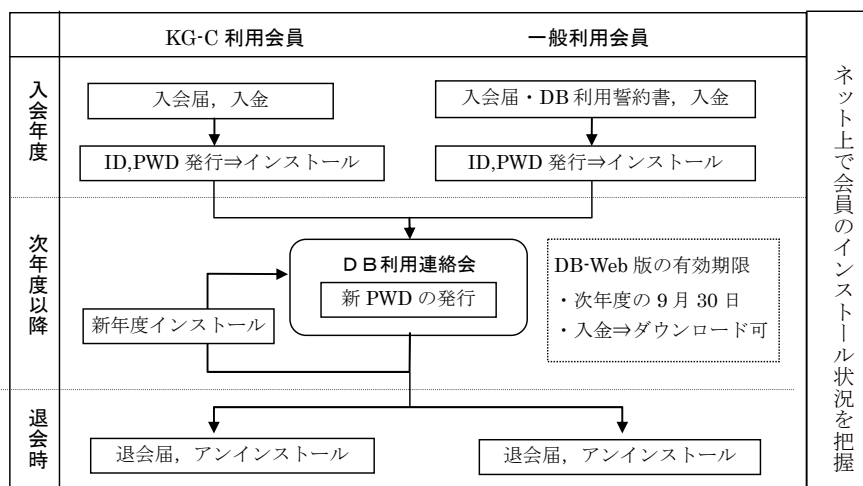 KG-C 利用会員
一般利用会員
入会年度
入会届，入金
入会届・DB 利用誓約書，入金
ID,PWD 発行⇒インストール
ID,PWD 発行⇒インストール
次年度以降
ＤＢ利用連絡会
新 PWD の発行
新年度インストール
DB-Web 版の有効期限
・次年度の 9 月 30 日
・入金⇒ダウンロード可
退会時
退会届，アンインストール
退会届，アンインストール
ネット上で会員のインストール状況を把握